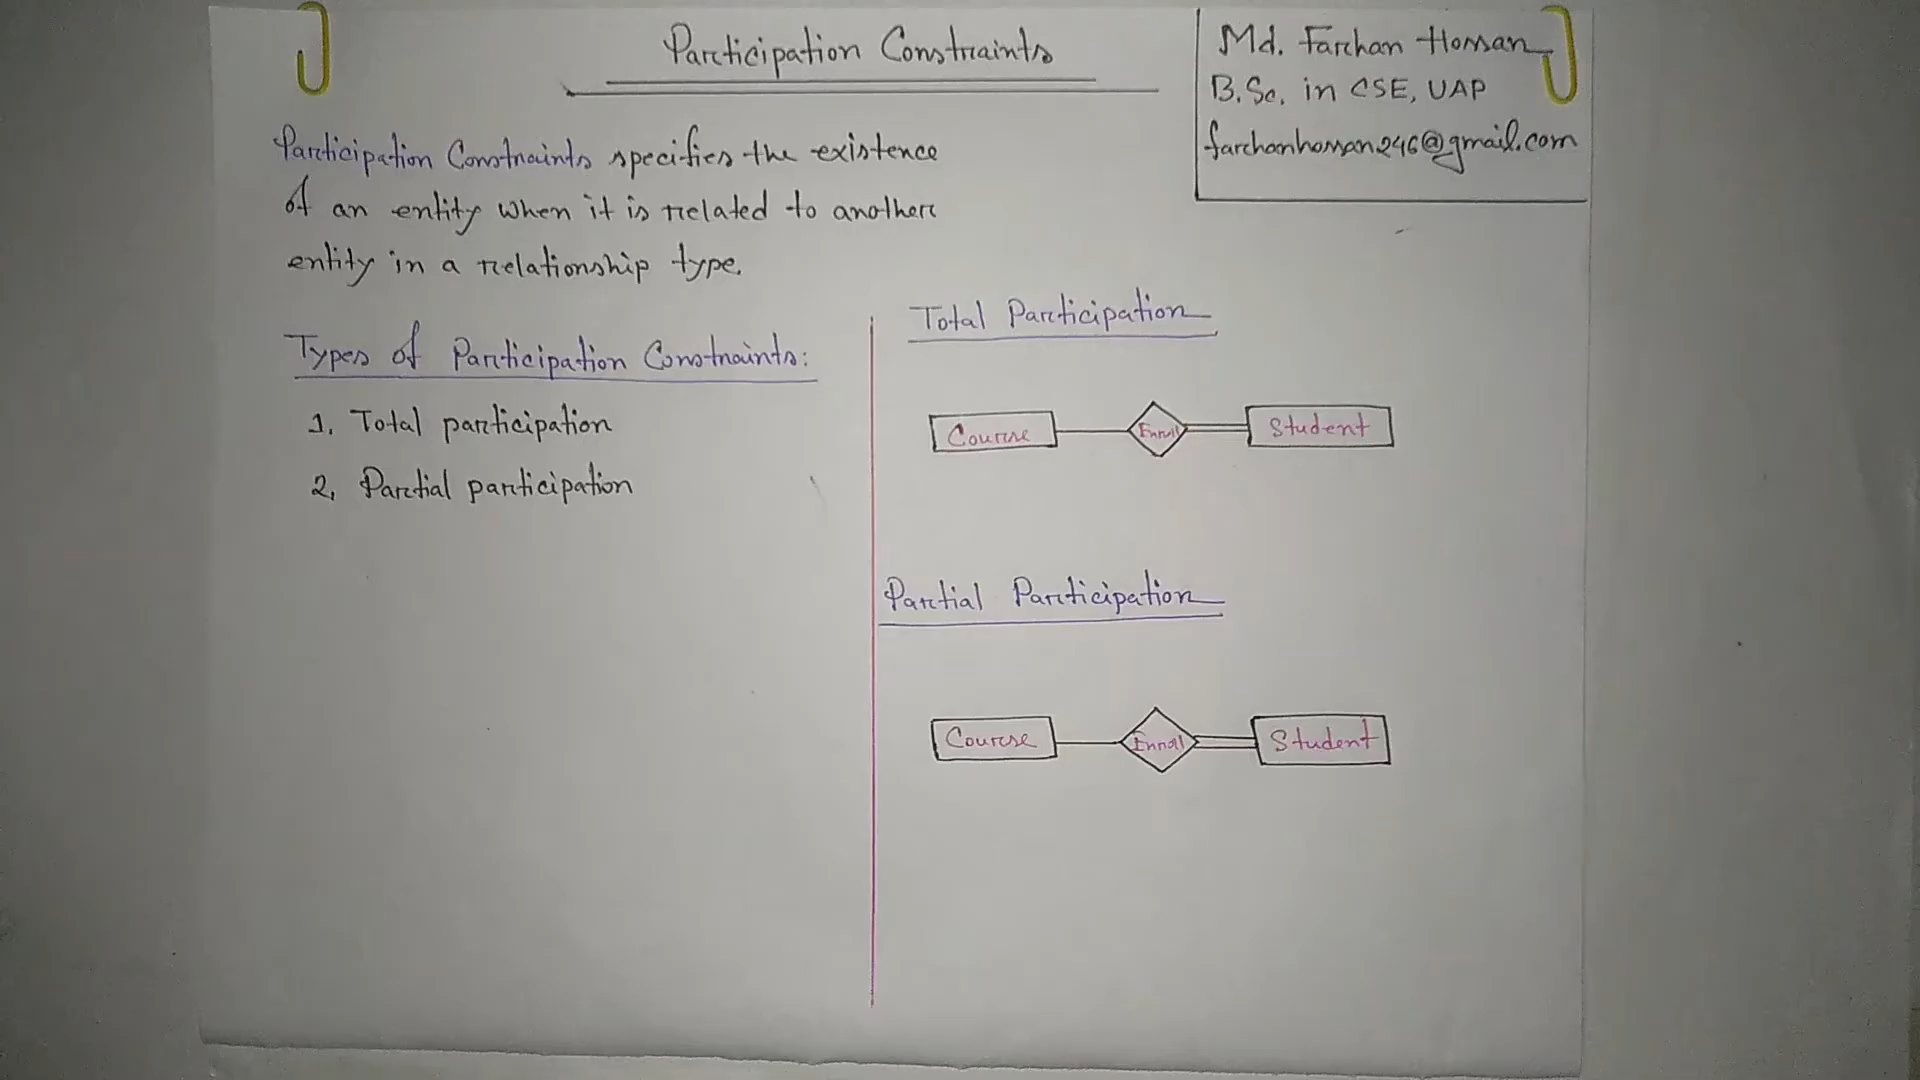 Participation Constraints
Md. Farhan Hossan
B.Sc. in CSE, UAP
farhanhossan246@gmail.com
Participation Constraints specifies the existence
of an entity when it is related to another
entity in a relationship type.
Types of Participation Constraints:
1. Total participation
2. Partial participation
Total Participation
Course
Enroll
Student
Partial Participation
Course
Enroll
Student